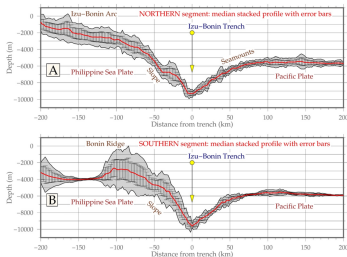 Izu−Bonin Arc
NORTHERN segment: median stacked profile with error bars
Izu−Bonin Trench
Seamounts
Slope
A
Philippine Sea Plate
Pacific Plate
Depth (m)
0
−2000
−4000
−6000
−8000
−10000
−200 −150 −100 −50 0 50 100 150 200
Distance from trench (km)
Bonin Ridge
SOUTHERN segment: median stacked profile with error bars
Izu−Bonin Trench
Philippine Sea Plate
Slope
B
Pacific Plate
Depth (m)
0
−2000
−4000
−6000
−8000
−10000
−200 −150 −100 −50 0 50 100 150 200
Distance from trench (km)